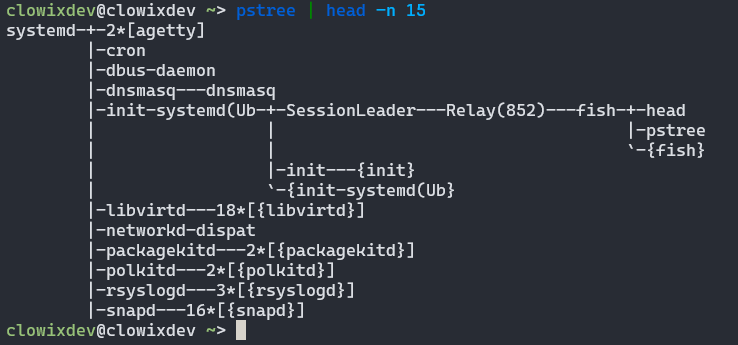 clowixdev@clowixdev ~> pstree | head -n 15
systemd-+-2*[agetty]
        |-cron
        |-dbus-daemon
        |-dnsmasq---dnsmasq
        |-init-systemd(Ub-+-SessionLeader---Relay(852)---fish-+-head
        |                 |                                   |-pstree
        |                 |                                   `-{fish}
        |                 |-init---{init}
        |                 `-{init-systemd(Ub}
        |-libvirtd---18*[{libvirtd}]
        |-networkd-dispat
        |-packagekitd---2*[{packagekitd}]
        |-polkitd---2*[{polkitd}]
        |-rsyslogd---3*[{rsyslogd}]
        |-snapd---16*[{snapd}]
clowixdev@clowixdev ~>